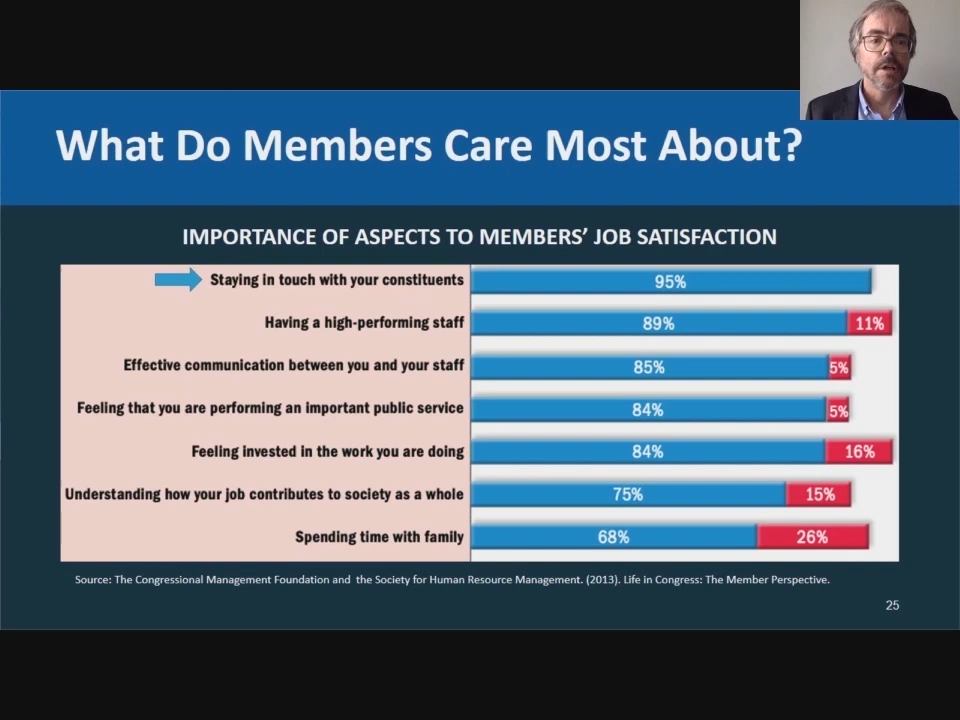 What Do Members Care Most About?
IMPORTANCE OF ASPECTS TO MEMBERS' JOB SATISFACTION
Staying in touch with your constituents 95%
Having a high-performing staff 89% 11%
Effective communication between you and your staff 85% 5%
Feeling that you are performing an important public service 84% 5%
Feeling invested in the work you are doing 84% 16%
Understanding how your job contributes to society as a whole 75% 15%
Spending time with family 68% 26%
Source: The Congressional Management Foundation and the Society for Human Resource Management. (2013). Life in Congress: The Member Perspective.
25